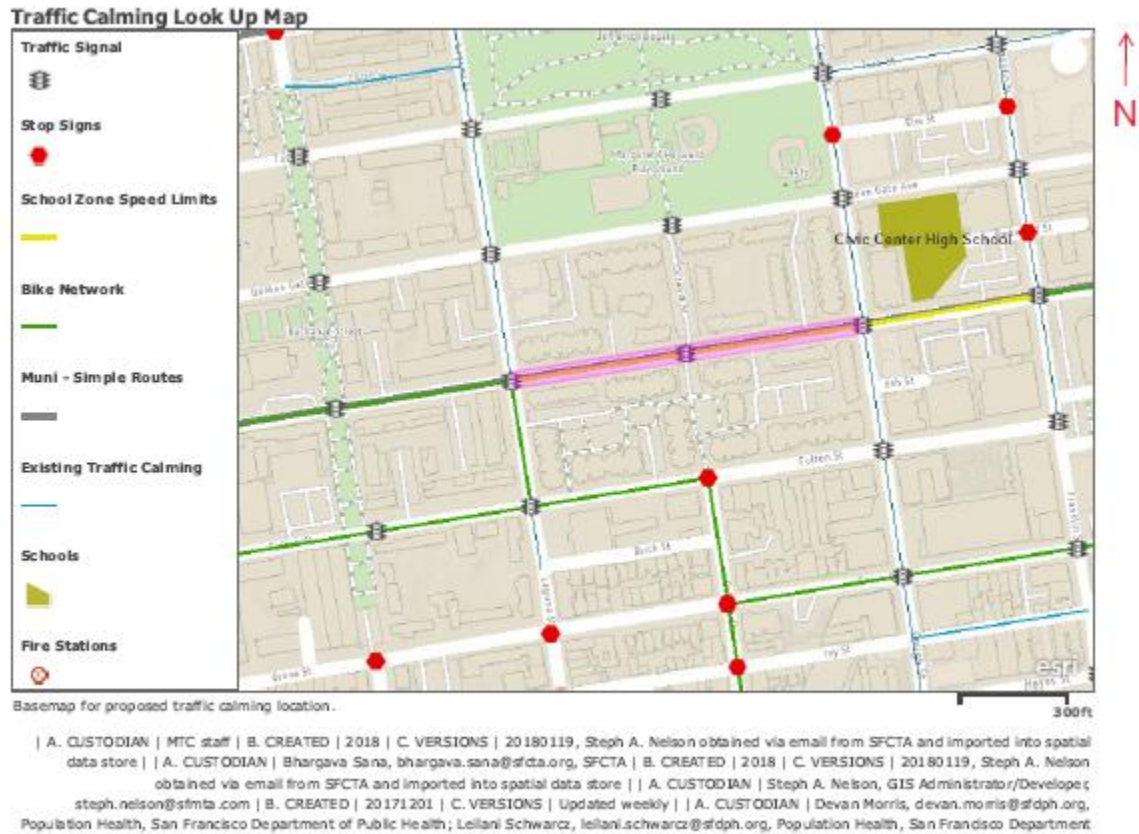 Traffic Calming Look Up Map
Traffic Signal
Stop Signs
School Zone Speed Limits
Bike Network
Muni - Simple Routes
Existing Traffic Calming
Schools
Fire Stations
N
Elm St
Gate Ave
Civic Center High School
St
Ash St
Fulton St
Birch St
Ivy St
Hayes St
esri
300ft
Basemap for proposed traffic calming location.
| A. CUSTODIAN | MTC staff | B. CREATED | 2018 | C. VERSIONS | 20180119, Steph A. Nelson obtained via email from SFCTA and imported into spatial
data store | | A. CUSTODIAN | Bhargava Sana, bhargava.sana@sfcta.org, SFCTA | B. CREATED | 2018 | C. VERSIONS | 20180119, Steph A. Nelson
obtained via email from SFCTA and imported into spatial data store | | A. CUSTODIAN | Steph A. Nelson, GIS Administrator/Developer,
steph.nelson@sfmta.com | B. CREATED | 20171201 | C. VERSIONS | Updated weekly | | A. CUSTODIAN | Devan Morris, devan.morris@sfdph.org,
Population Health, San Francisco Department of Public Health; Leilani Schwarcz, leilani.schwarcz@sfdph.org, Population Health, San Francisco Department